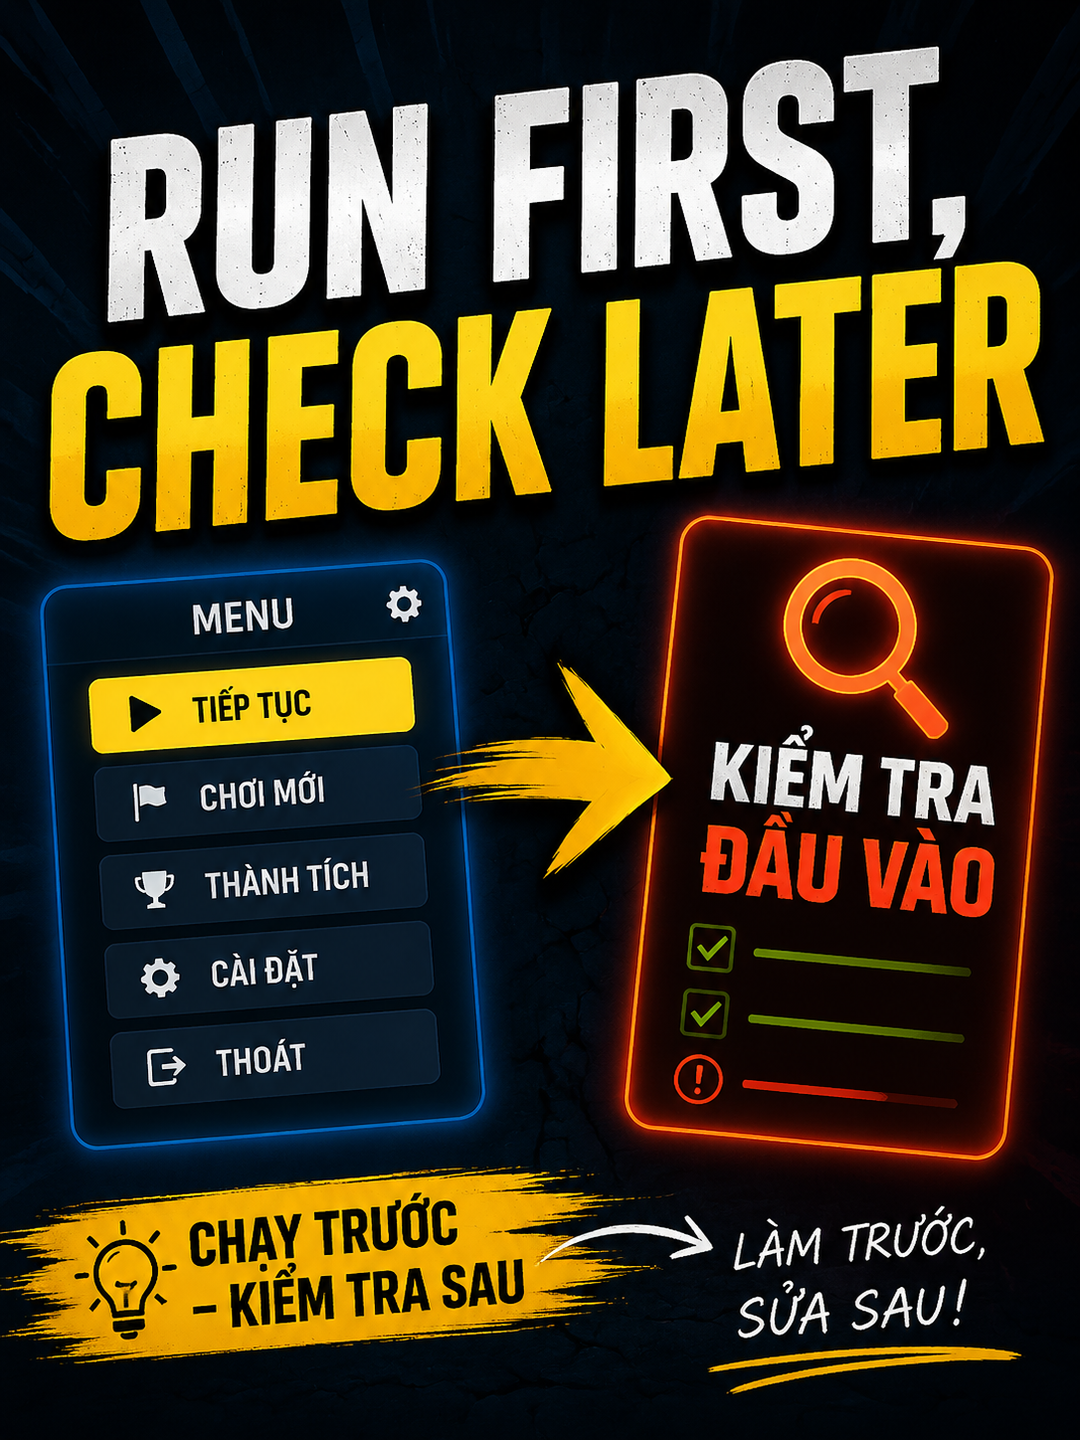 RUN FIRST,
CHECK LATER
MENU
TIẾP TỤC
CHƠI MỚI
THÀNH TÍCH
CÀI ĐẶT
THOÁT
KIỂM TRA
ĐẦU VÀO
CHẠY TRƯỚC
– KIỂM TRA SAU
LÀM TRƯỚC,
SỬA SAU!